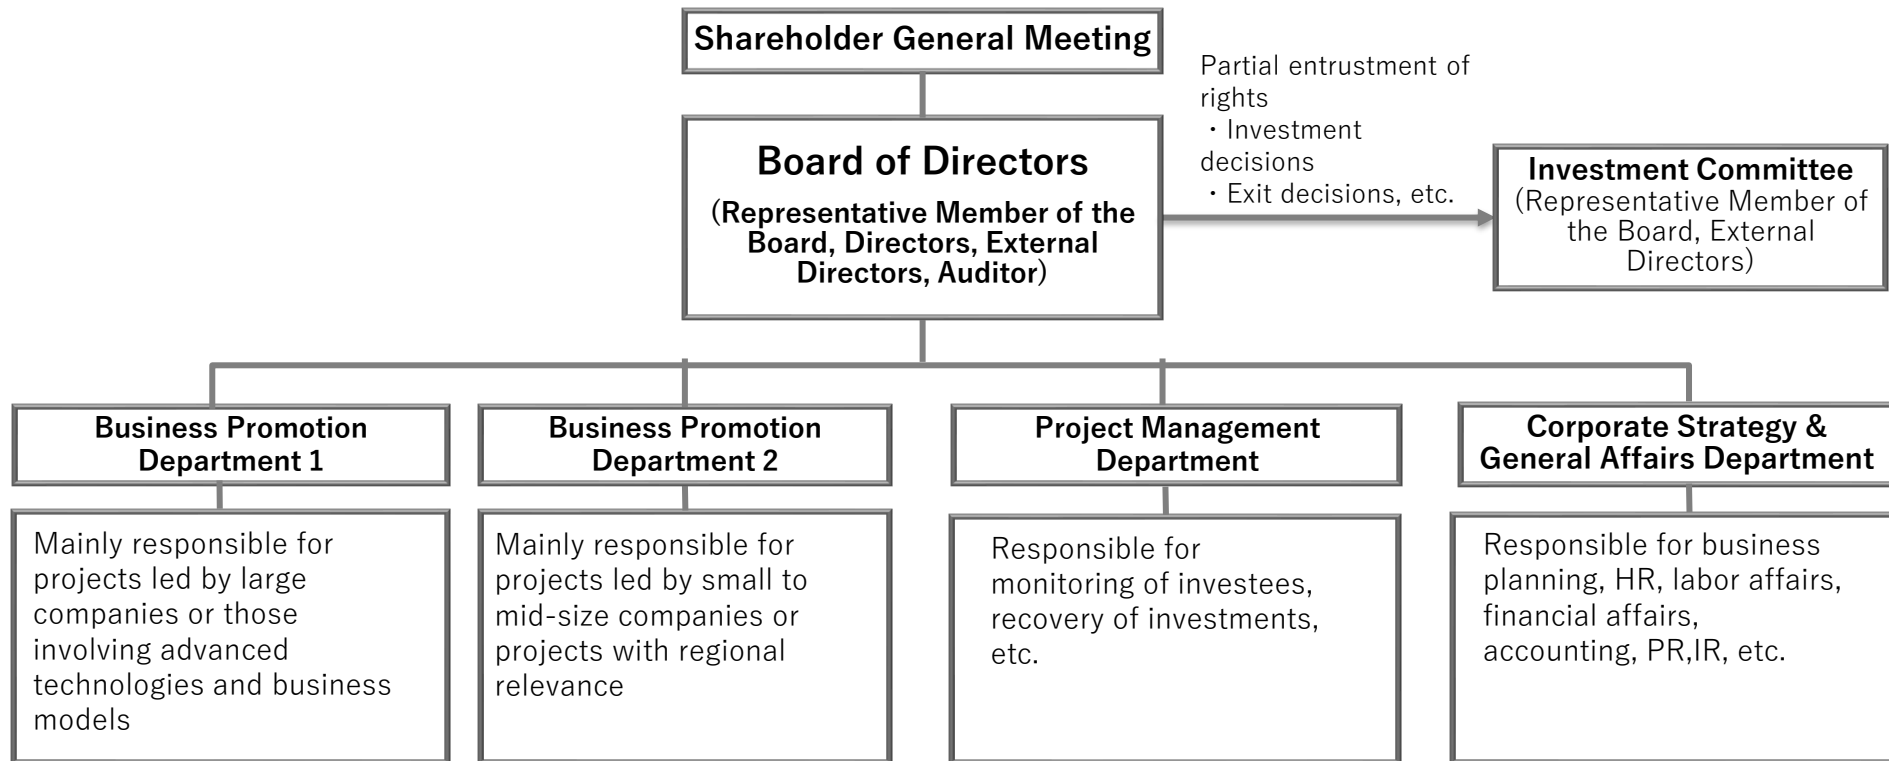 Shareholder General Meeting
Partial entrustment of
rights
・Investment
decisions
・Exit decisions, etc.
Board of Directors
(Representative Member of the
Board, Directors, External
Directors, Auditor)
Investment Committee
(Representative Member of
the Board, External
Directors)
Business Promotion
Department 1
Mainly responsible for
projects led by large
companies or those
involving advanced
technologies and business
models
Business Promotion
Department 2
Mainly responsible for
projects led by small to
mid-size companies or
projects with regional
relevance
Project Management
Department
Responsible for
monitoring of investees,
recovery of investments,
etc.
Corporate Strategy &
General Affairs Department
Responsible for business
planning, HR, labor affairs,
financial affairs,
accounting, PR,IR, etc.